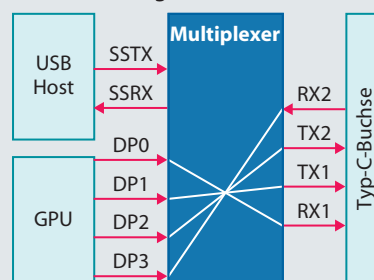 Multiplexer
USB
Host
SSTX
SSRX
GPU
DP0
DP1
DP2
DP3
RX2
TX2
TX1
RX1
Typ-C-Buchse